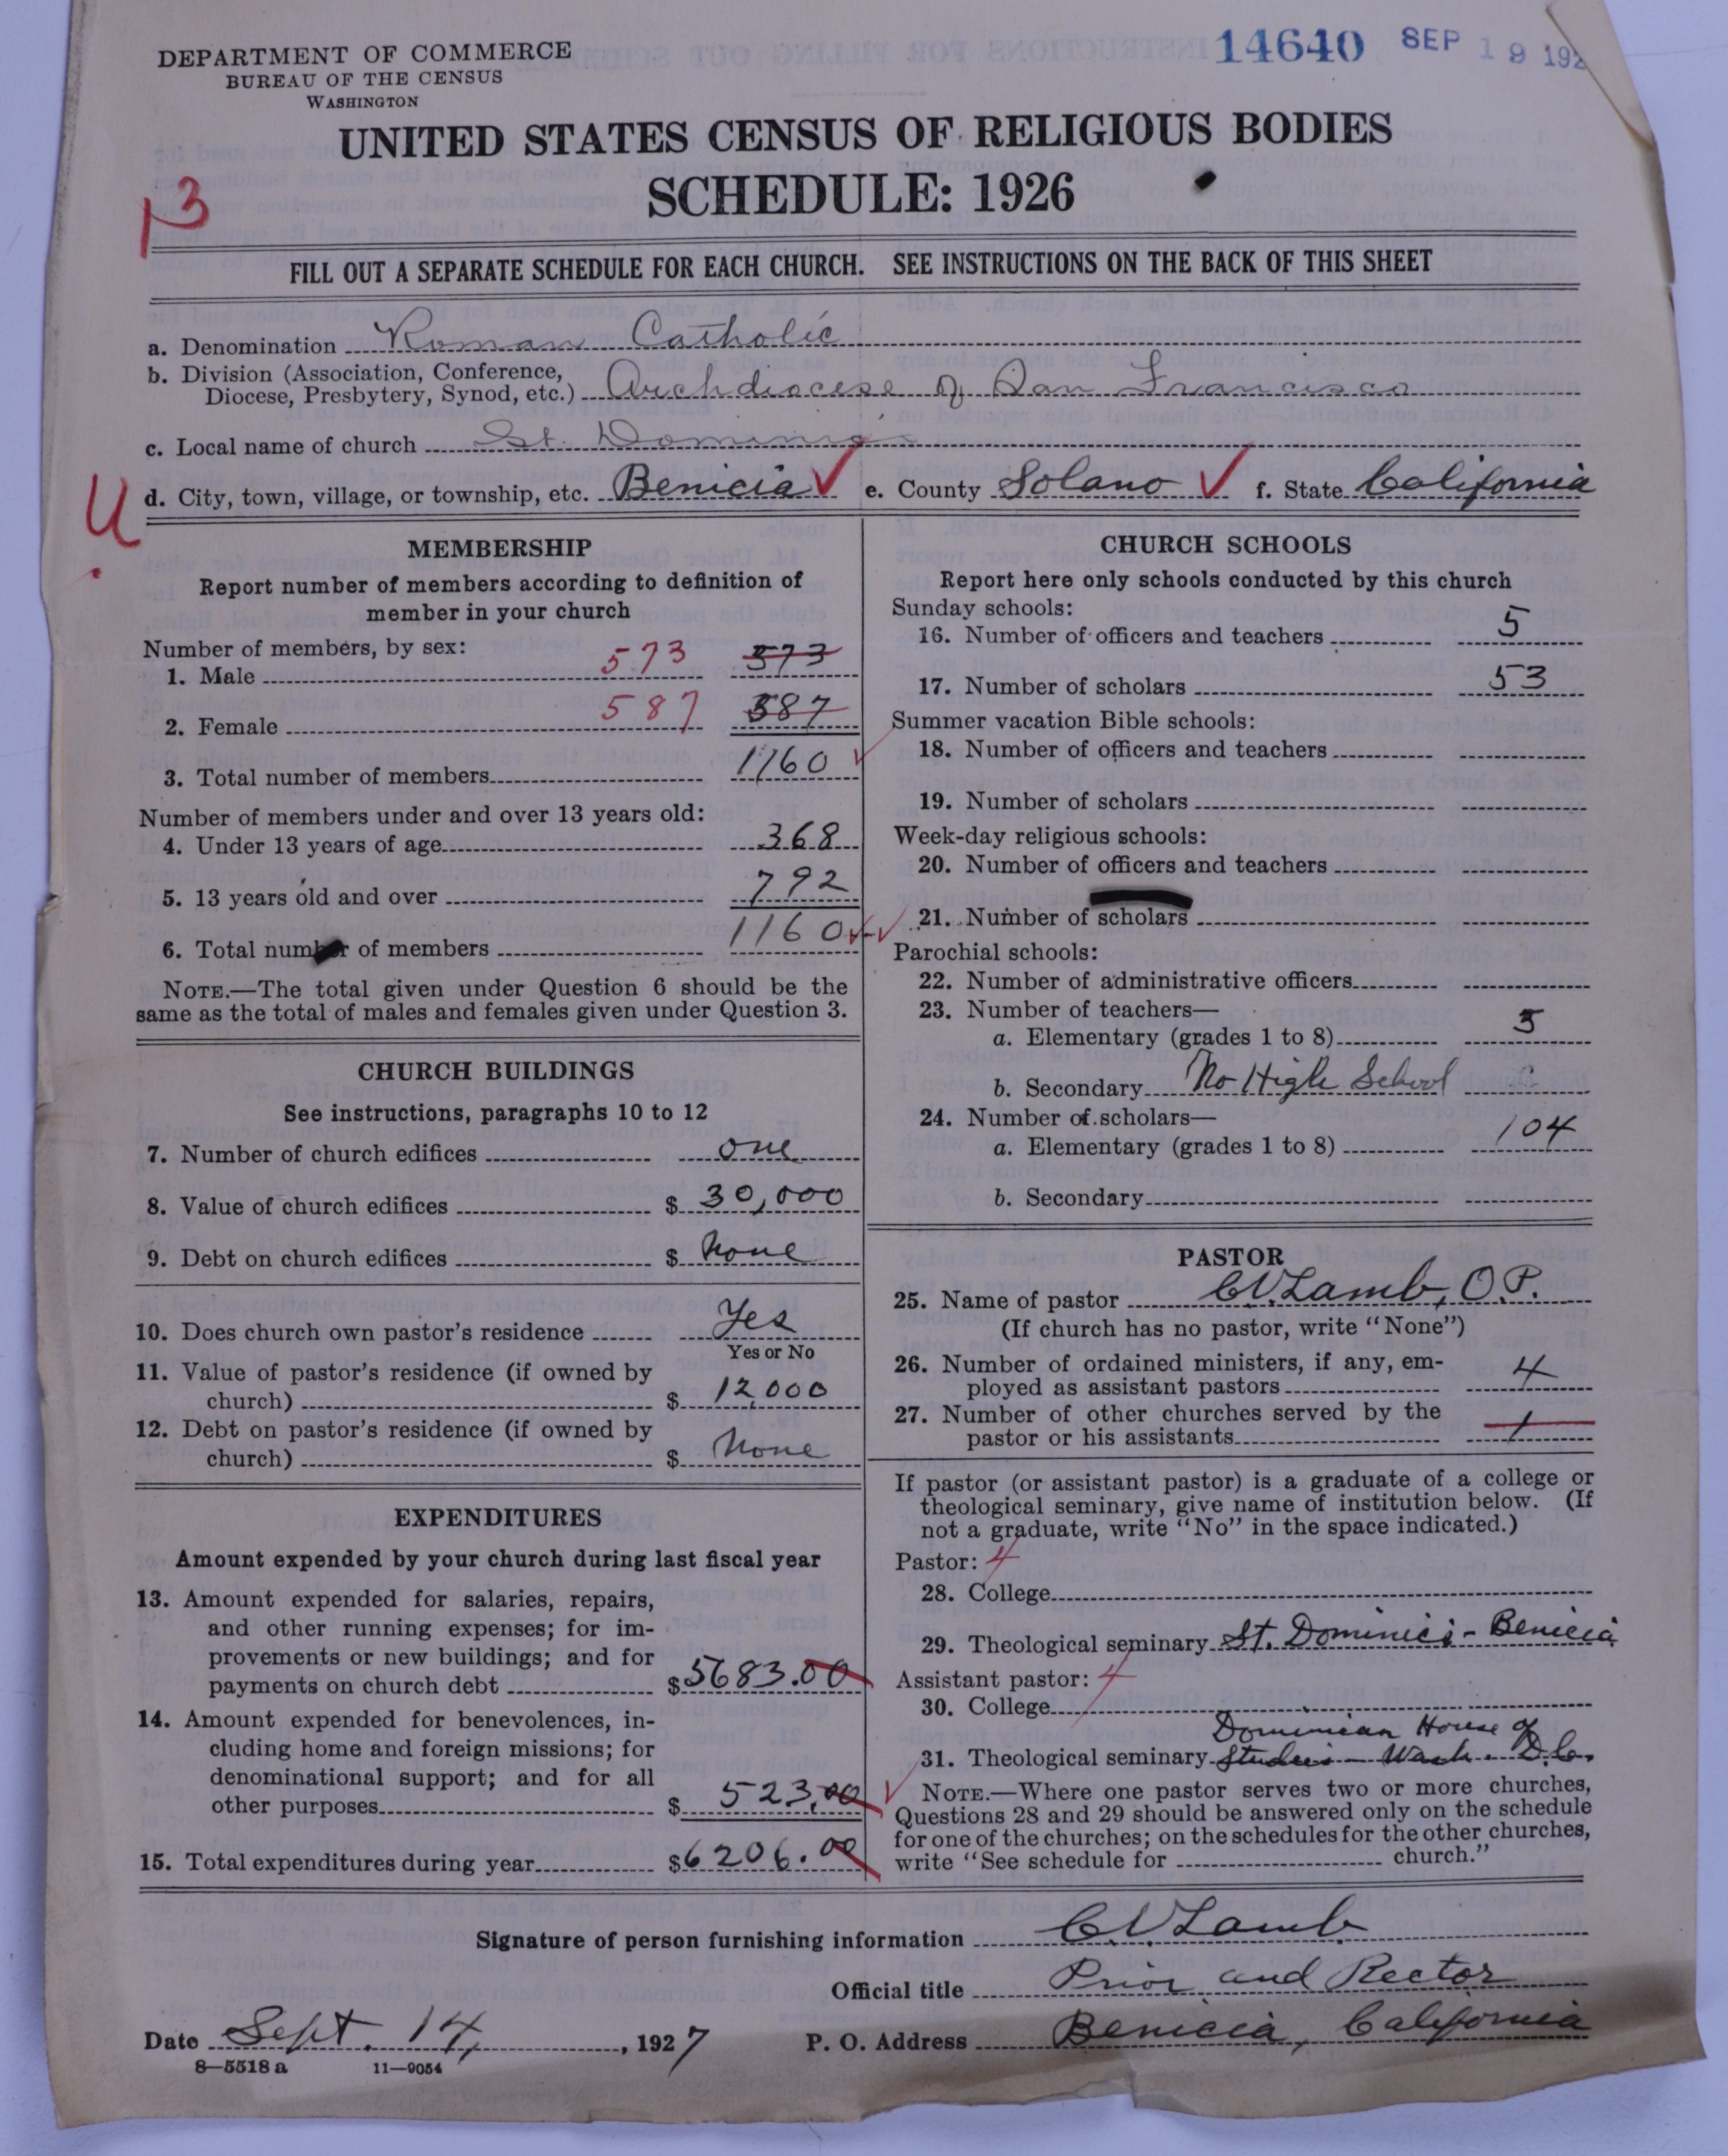 14640 SEP 19 192
DEPARTMENT OF COMMERCE
BUREAU OF THE CENSUS
WASHINGTON
UNITED STATES CENSUS OF RELIGIOUS BODIES
SCHEDULE: 1926
13
FILL OUT A SEPARATE SCHEDULE FOR EACH CHURCH. SEE INSTRUCTIONS ON THE BACK OF THIS SHEET
a. Denomination Roman Catholic
b. Division (Association, Conference,
Diocese, Presbytery, Synod, etc.) Archdiocese of San Francisco
c. Local name of church St. Dominic's
U
d. City, town, village, or township, etc. Benicia e. County Solano f. State California
MEMBERSHIP
Report number of members according to definition of
member in your church
Number of members, by sex:
1. Male 573 573
2. Female 587 587
3. Total number of members 1160
Number of members under and over 13 years old:
4. Under 13 years of age 368
5. 13 years old and over 792
6. Total number of members 1160
NOTE.—The total given under Question 6 should be the
same as the total of males and females given under Question 3.
CHURCH BUILDINGS
See instructions, paragraphs 10 to 12
7. Number of church edifices one
8. Value of church edifices $ 30,000
9. Debt on church edifices $ None
10. Does church own pastor's residence Yes
Yes or No
11. Value of pastor's residence (if owned by
church) $ 12,000
12. Debt on pastor's residence (if owned by
church) $ None
EXPENDITURES
Amount expended by your church during last fiscal year
13. Amount expended for salaries, repairs,
and other running expenses; for im-
provements or new buildings; and for
payments on church debt $5683.00
14. Amount expended for benevolences, in-
cluding home and foreign missions; for
denominational support; and for all
other purposes $ 523.00
15. Total expenditures during year $6206.00
CHURCH SCHOOLS
Report here only schools conducted by this church
Sunday schools:
16. Number of officers and teachers 5
17. Number of scholars 53
Summer vacation Bible schools:
18. Number of officers and teachers
19. Number of scholars
Week-day religious schools:
20. Number of officers and teachers
21. Number of scholars
Parochial schools:
22. Number of administrative officers
23. Number of teachers—
a. Elementary (grades 1 to 8) 5
b. Secondary No High School
24. Number of scholars—
a. Elementary (grades 1 to 8) 104
b. Secondary
PASTOR
25. Name of pastor C.V. Lamb, O.P.
(If church has no pastor, write "None")
26. Number of ordained ministers, if any, em-
ployed as assistant pastors 4
27. Number of other churches served by the
pastor or his assistants 1
If pastor (or assistant pastor) is a graduate of a college or
theological seminary, give name of institution below. (If
not a graduate, write "No" in the space indicated.)
Pastor: 4
28. College
29. Theological seminary St. Dominic's - Benicia
Assistant pastor: 4
30. College
Dominican House of
31. Theological seminary Studies - Wash. D.C.
NOTE.—Where one pastor serves two or more churches,
Questions 28 and 29 should be answered only on the schedule
for one of the churches; on the schedules for the other churches,
write "See schedule for church."
Signature of person furnishing information C.V. Lamb
Official title Prior and Rector
Date Sept. 14, 1927 P. O. Address Benicia, California
8—5518 a 11—9054